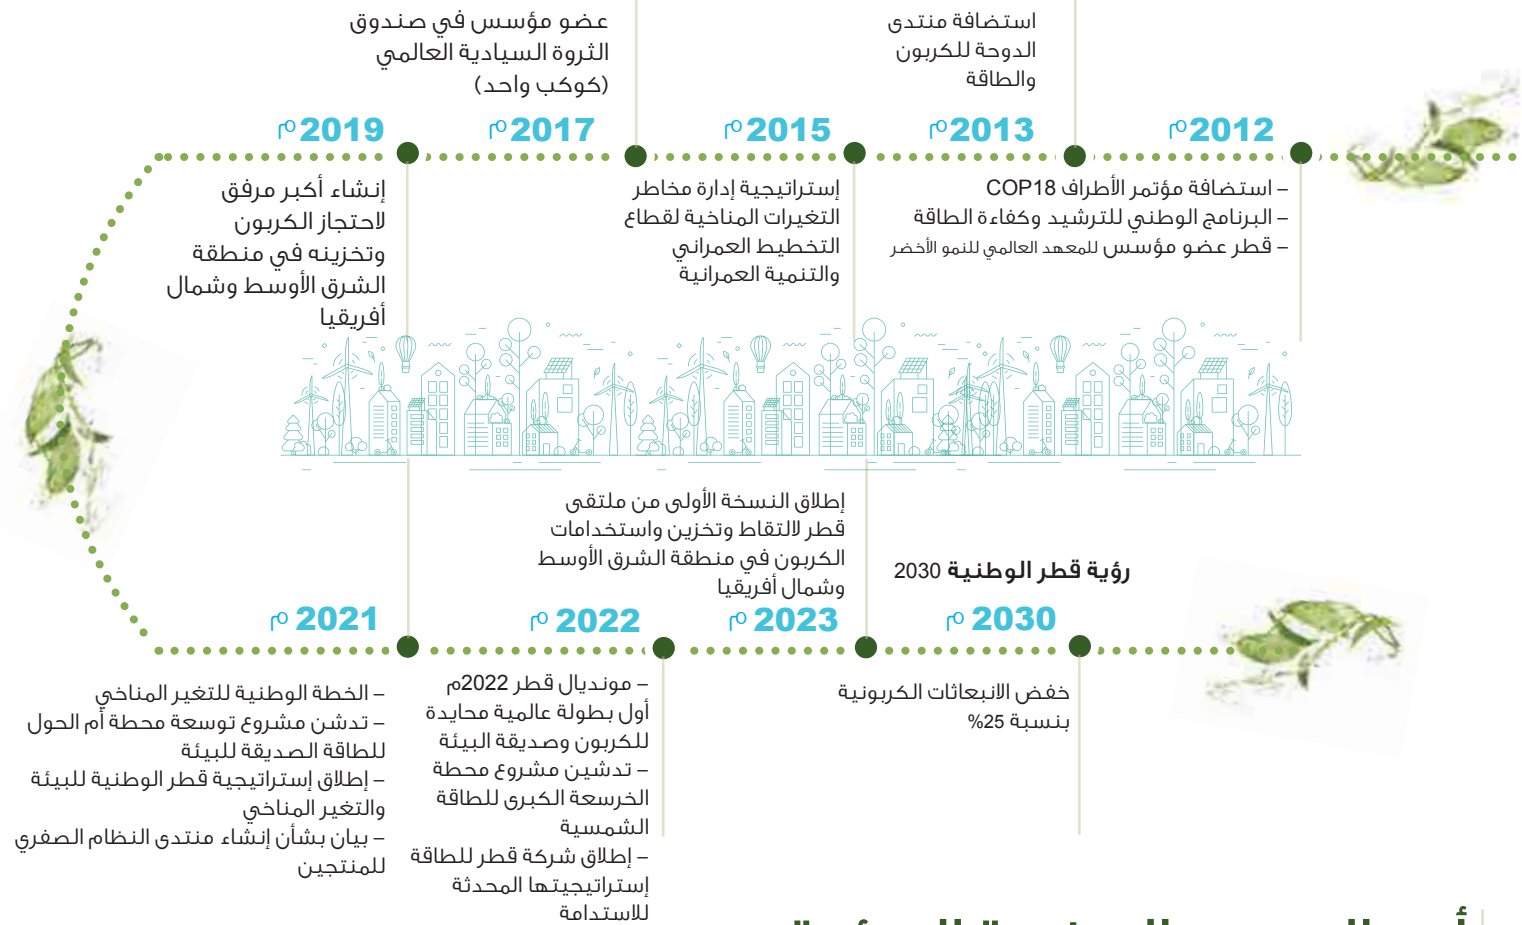 استضافة منتدى
الدوحة للكربون
والطاقة
عضو مؤسس في صندوق
الثروة السيادية العالمي
(كوكب واحد)
2012م
2013م
2015م
2017م
2019م
– استضافة مؤتمر الأطراف COP18
– البرنامج الوطني للترشيد وكفاءة الطاقة
– قطر عضو مؤسس للمعهد العالمي للنمو الأخضر
إستراتيجية إدارة مخاطر
التغيرات المناخية لقطاع
التخطيط العمراني
والتنمية العمرانية
إنشاء أكبر مرفق
لاحتجاز الكربون
وتخزينه في منطقة
الشرق الأوسط وشمال
أفريقيا
2021 م
– الخطة الوطنية للتغير المناخي
– تدشن مشروع توسعة محطة أم الحول
للطاقة الصديقة للبيئة
– إطلاق إستراتيجية قطر الوطنية للبيئة
والتغير المناخي
– بيان بشأن إنشاء منتدى النظام الصفري
للمنتجين
2022 م
– مونديال قطر 2022م
أول بطولة عالمية محايدة
للكربون وصديقة البيئة
– تدشين مشروع محطة
الخرسعة الكبرى للطاقة
الشمسية
– إطلاق شركة قطر للطاقة
إستراتيجيتها المحدثة
للاستدامة
إطلاق النسخة الأولى من ملتقى
قطر لالتقاط وتخزين واستخدامات
الكربون في منطقة الشرق الأوسط
وشمال أفريقيا
2023 م
رؤية قطر الوطنية 2030
2030 م
خفض الانبعاثات الكربونية
بنسبة 25%